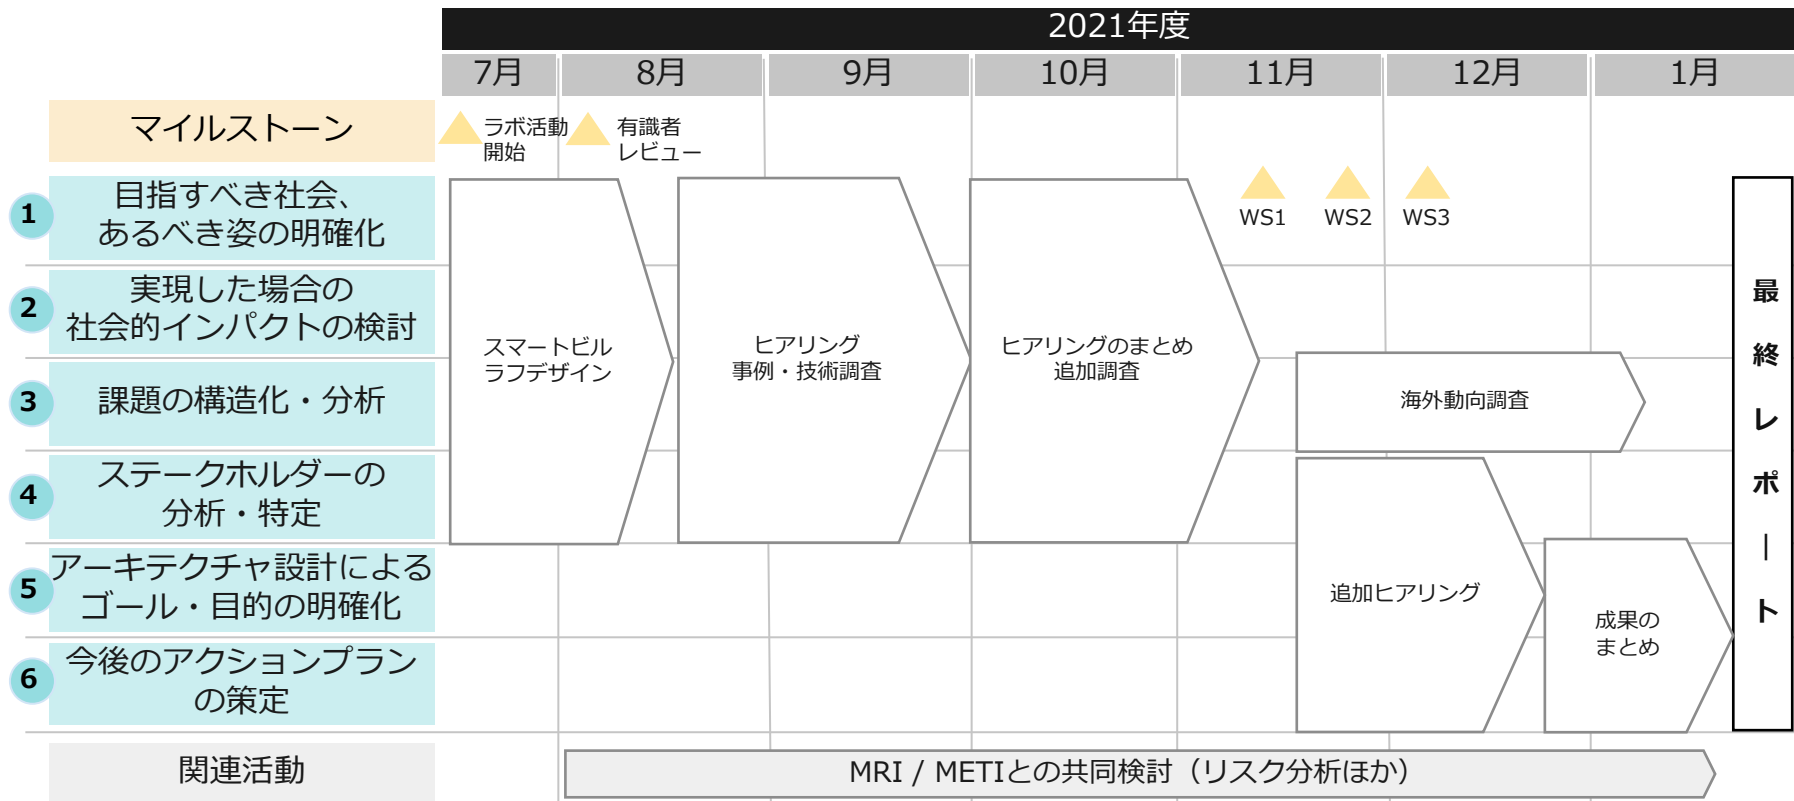 2021年度
7月
8月
9月
10月
11月
12月
1月
マイルストーン
ラボ活動
開始
有識者
レビュー
1
目指すべき社会、
あるべき姿の明確化
WS1
WS2
WS3
2
実現した場合の
社会的インパクトの検討
3
課題の構造化・分析
4
ステークホルダーの
分析・特定
5
アーキテクチャ設計による
ゴール・目的の明確化
6
今後のアクションプラン
の策定
スマートビル
ラフデザイン
ヒアリング
事例・技術調査
ヒアリングのまとめ
追加調査
海外動向調査
追加ヒアリング
成果の
まとめ
最終レポート
関連活動
MRI / METIとの共同検討（リスク分析ほか）